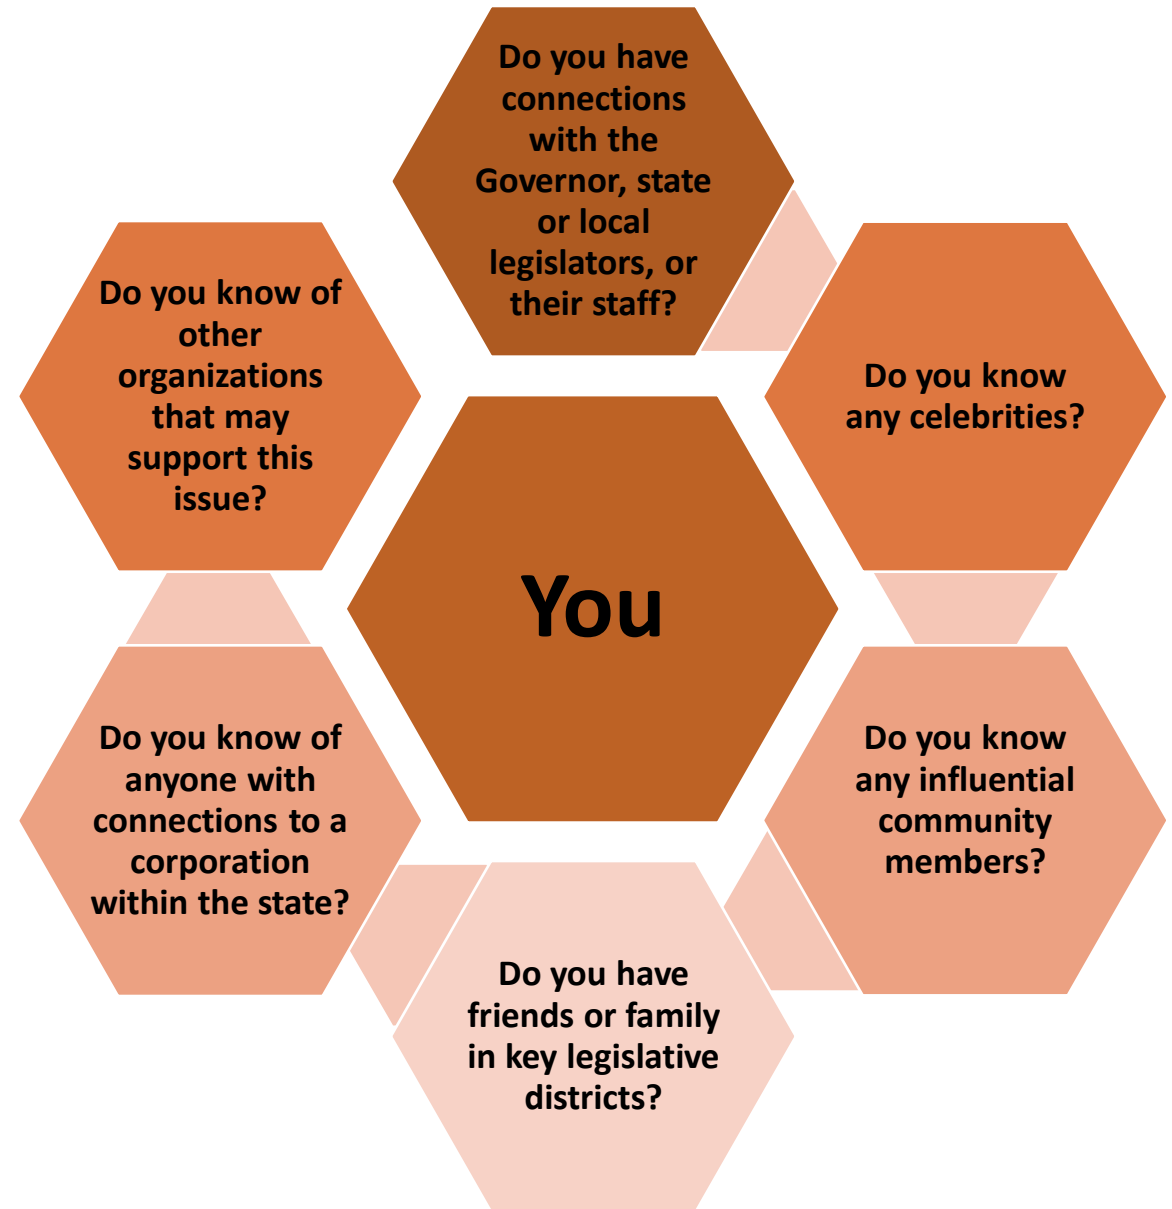 Do you have
connections
with the
Governor, state
or local
legislators, or
their staff?
Do you know
any celebrities?
Do you know
any influential
community
members?
Do you have
friends or family
in key legislative
districts?
Do you know of
anyone with
connections to a
corporation
within the state?
Do you know of
other
organizations
that may
support this
issue?
You